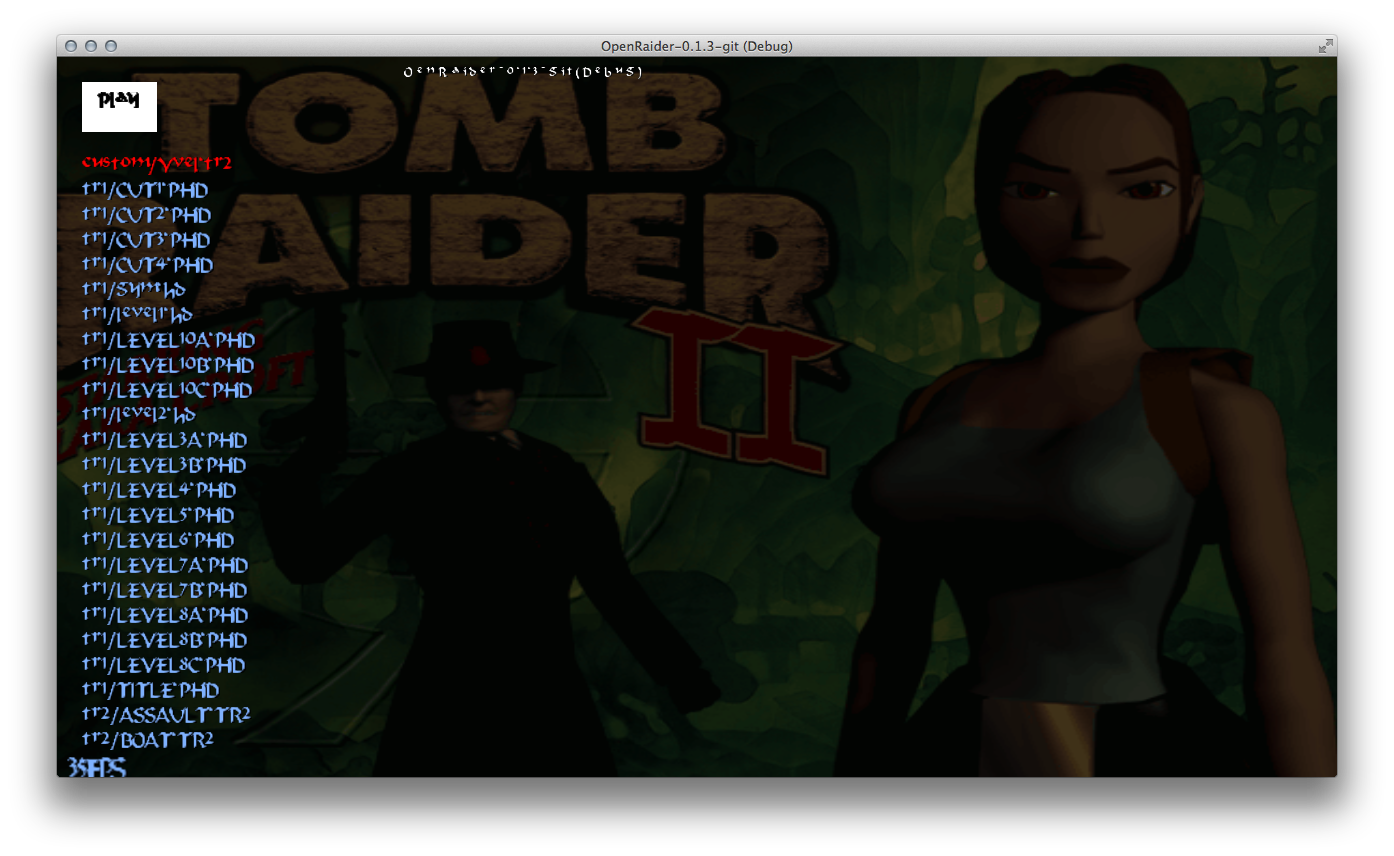 OpenRaider-0.1.3-git (Debug)
OpenRaider-0.1.3-git (Debug)
Play
TOMB
RAIDER
II
custom/jyvel.tr2
tr1/CUT1.PHD
tr1/CUT2.PHD
tr1/CUT3.PHD
tr1/CUT4.PHD
tr1/gym.phd
tr1/level1.phd
tr1/LEVEL10A.PHD
tr1/LEVEL10B.PHD
tr1/LEVEL10C.PHD
tr1/level2.phd
tr1/LEVEL3A.PHD
tr1/LEVEL3B.PHD
tr1/LEVEL4.PHD
tr1/LEVEL5.PHD
tr1/LEVEL6.PHD
tr1/LEVEL7A.PHD
tr1/LEVEL7B.PHD
tr1/LEVEL8A.PHD
tr1/LEVEL8B.PHD
tr1/LEVEL8C.PHD
tr1/TITLE.PHD
tr2/ASSAULT.TR2
tr2/BOAT.TR2
35FPS